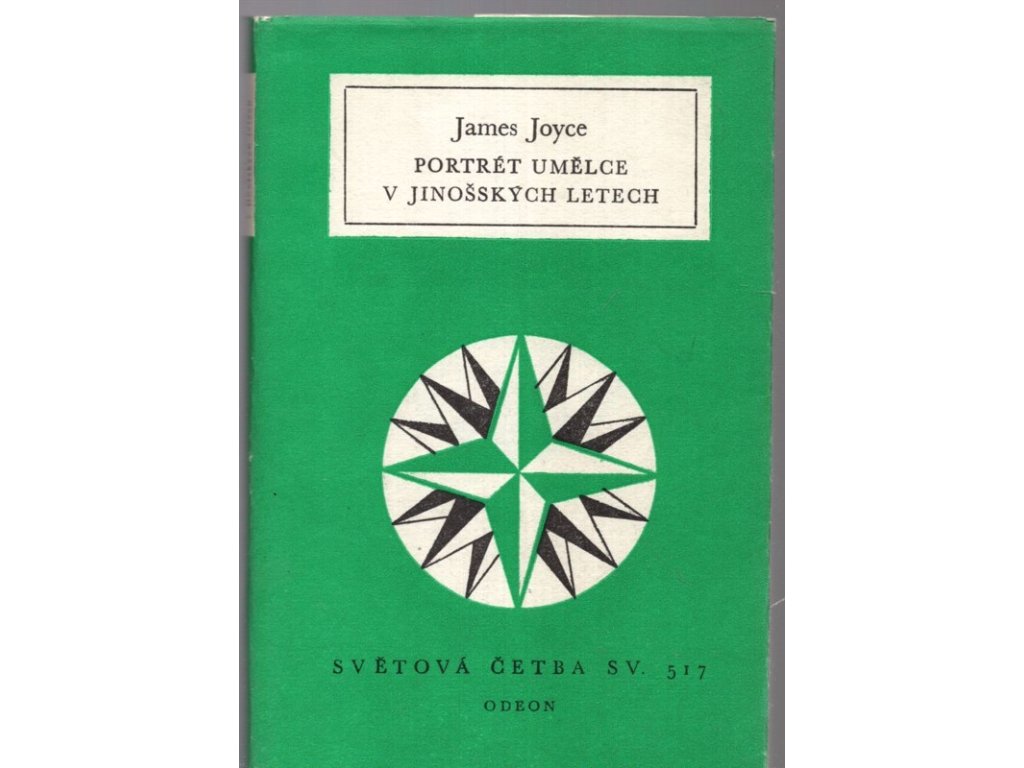 James Joyce
PORTRÉT UMĚLCE
V JINOŠSKÝCH LETECH
SVĚTOVÁ ČETBA SV. 517
ODEON